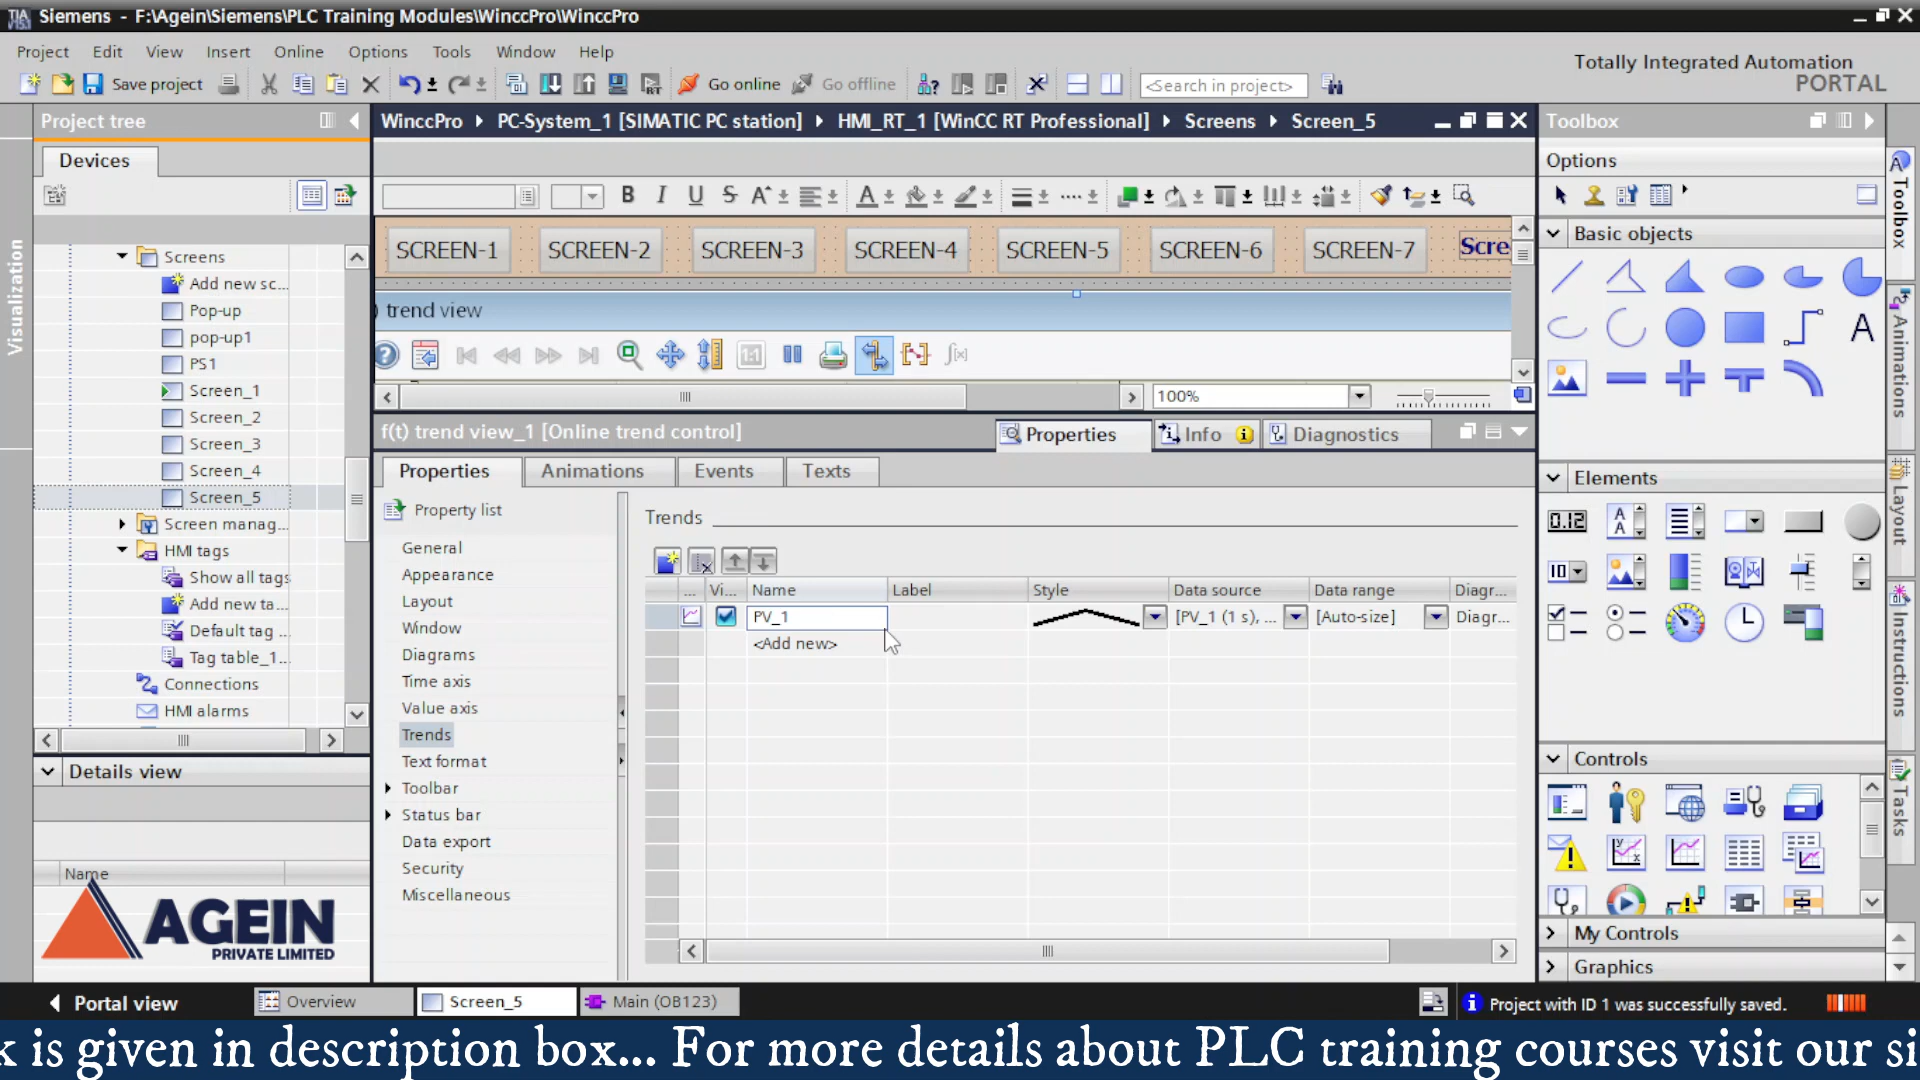 Siemens - F:\Agein\Siemens\PLC Training Modules\WinccPro\WinccPro
Project Edit View Insert Online Options Tools Window Help
Totally Integrated Automation
PORTAL
Save project Go online Go offline <Search in project>
Project tree
WinccPro PC-System_1 [SIMATIC PC station] HMI_RT_1 [WinCC RT Professional] Screens Screen_5
Toolbox
Devices
Options
Visualization
Toolbox
Animations
Layout
Instructions
Tasks
Screens
Add new sc...
Pop-up
pop-up1
PS1
Screen_1
Screen_2
Screen_3
Screen_4
Screen_5
Screen manag...
HMI tags
Show all tags
Add new ta...
Default tag ...
Tag table_1...
Connections
HMI alarms
Details view
Name
AGEIN
PRIVATE LIMITED
B I U S A A
SCREEN-1 SCREEN-2 SCREEN-3 SCREEN-4 SCREEN-5 SCREEN-6 SCREEN-7 Scre
) trend view
1:1 f(x)
100%
f(t) trend view_1 [Online trend control]
Properties Info Diagnostics
Properties Animations Events Texts
Property list
General
Appearance
Layout
Window
Diagrams
Time axis
Value axis
Trends
Text format
Toolbar
Status bar
Data export
Security
Miscellaneous
Trends
... Vi... Name Label Style Data source Data range Diagr...
PV_1 [PV_1 (1 s), ... [Auto-size] Diagr...
<Add new>
Basic objects
A
Elements
0.12
10
Controls
My Controls
Graphics
Portal view Overview Screen_5 Main (OB123) Project with ID 1 was successfully saved.
k is given in description box... For more details about PLC training courses visit our si